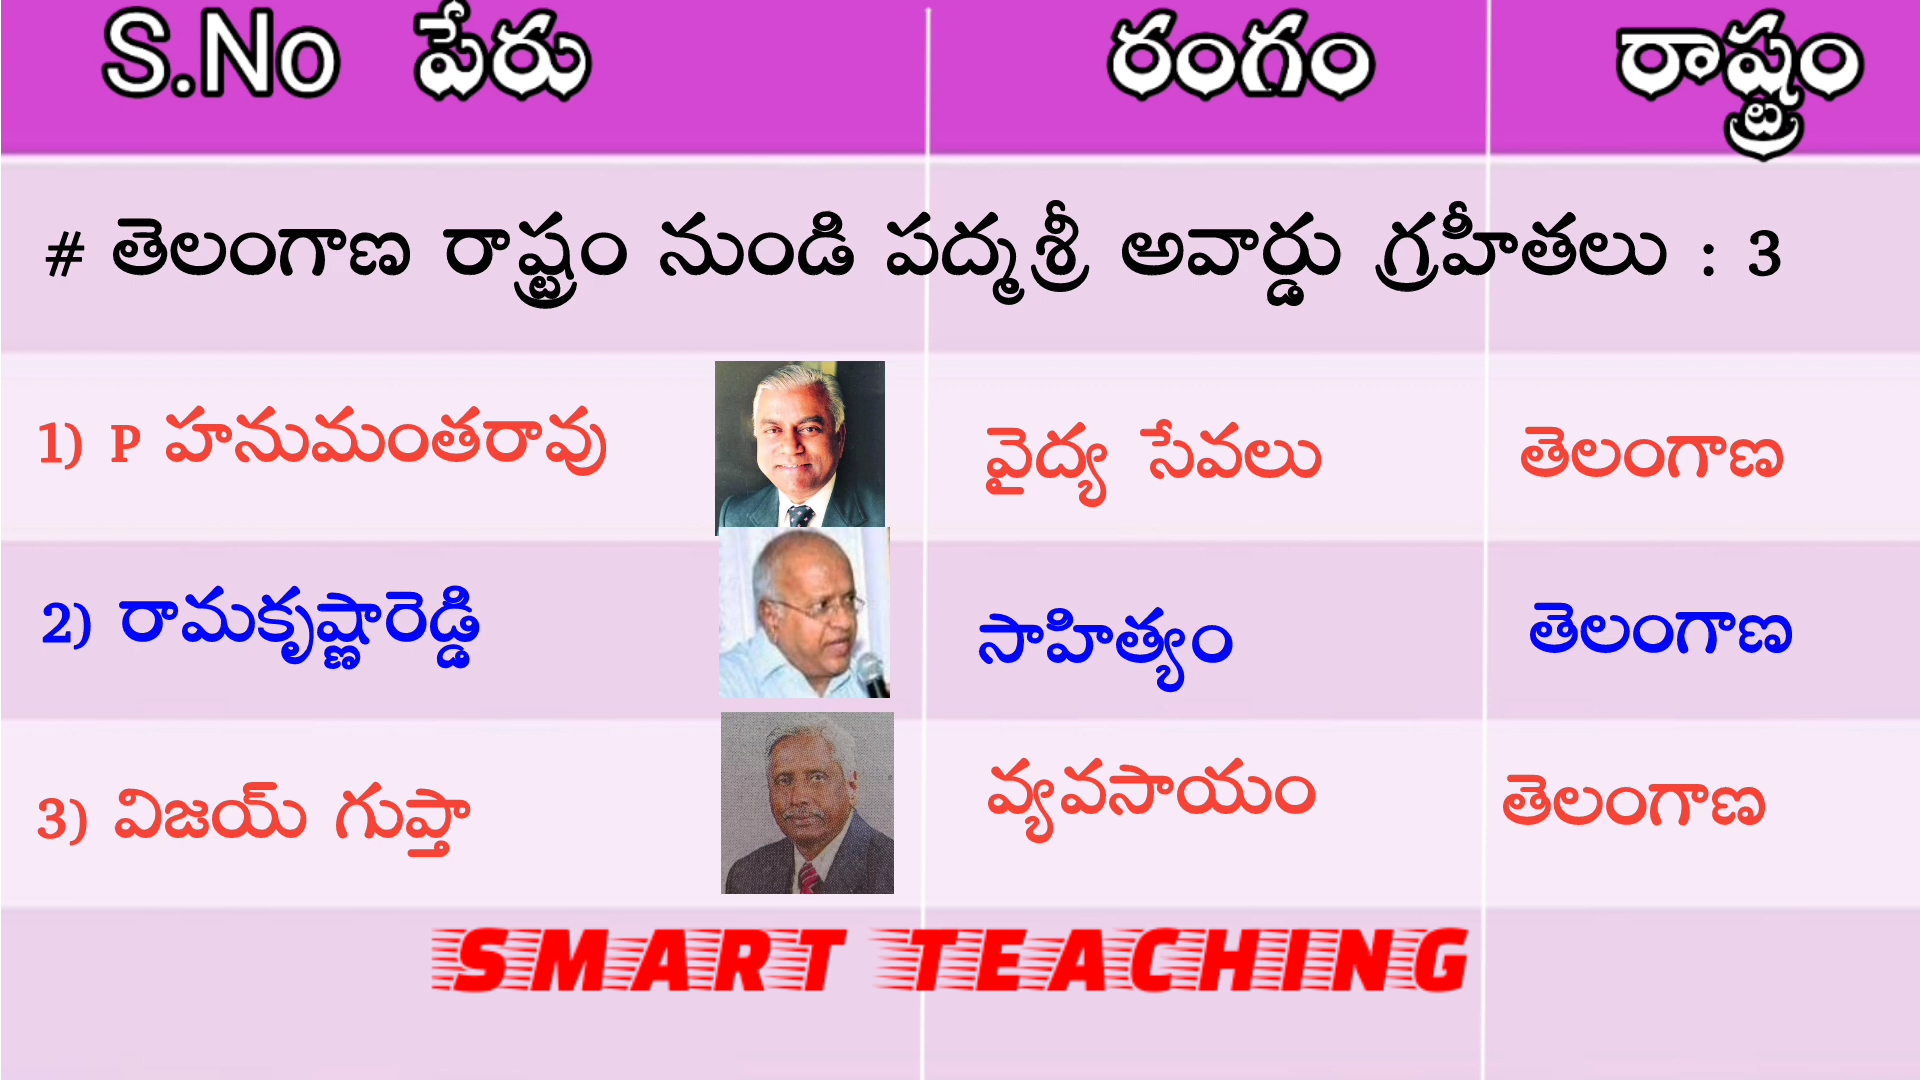 S.No పేరు రంగం రాష్ట్రం
# తెలంగాణ రాష్ట్రం నుండి పద్మశ్రీ అవార్డు గ్రహీతలు : 3
1) P హనుమంతరావు వైద్య సేవలు తెలంగాణ
2) రామకృష్ణారెడ్డి సాహిత్యం తెలంగాణ
3) విజయ్ గుప్తా వ్యవసాయం తెలంగాణ
SMART TEACHING